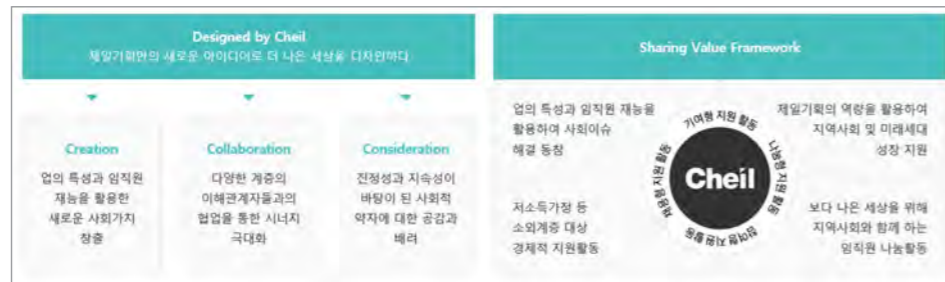 Designed by Cheil
제일기획만의 새로운 아이디어로 더 나은 세상을 디자인하다
Creation
업의 특성과 임직원
재능을 활용한
새로운 사회가치
창출
Collaboration
다양한 계층의
이해관계자들과의
협업을 통한 시너지
극대화
Consideration
진정성과 지속성이
바탕이 된 사회적
약자에 대한 공감과
배려
Sharing Value Framework
업의 특성과 임직원 재능을
활용하여 사회이슈
해결 동참
제일기획의 역량을 활용하여
지역사회 및 미래세대
성장 지원
기여형 지원 활동
나눔형 지원 활동
참여형 지원 활동
지원 활동
Cheil
저소득가정 등
소외계층 대상
경제적 지원활동
보다 나은 세상을 위해
지역사회와 함께 하는
임직원 나눔활동